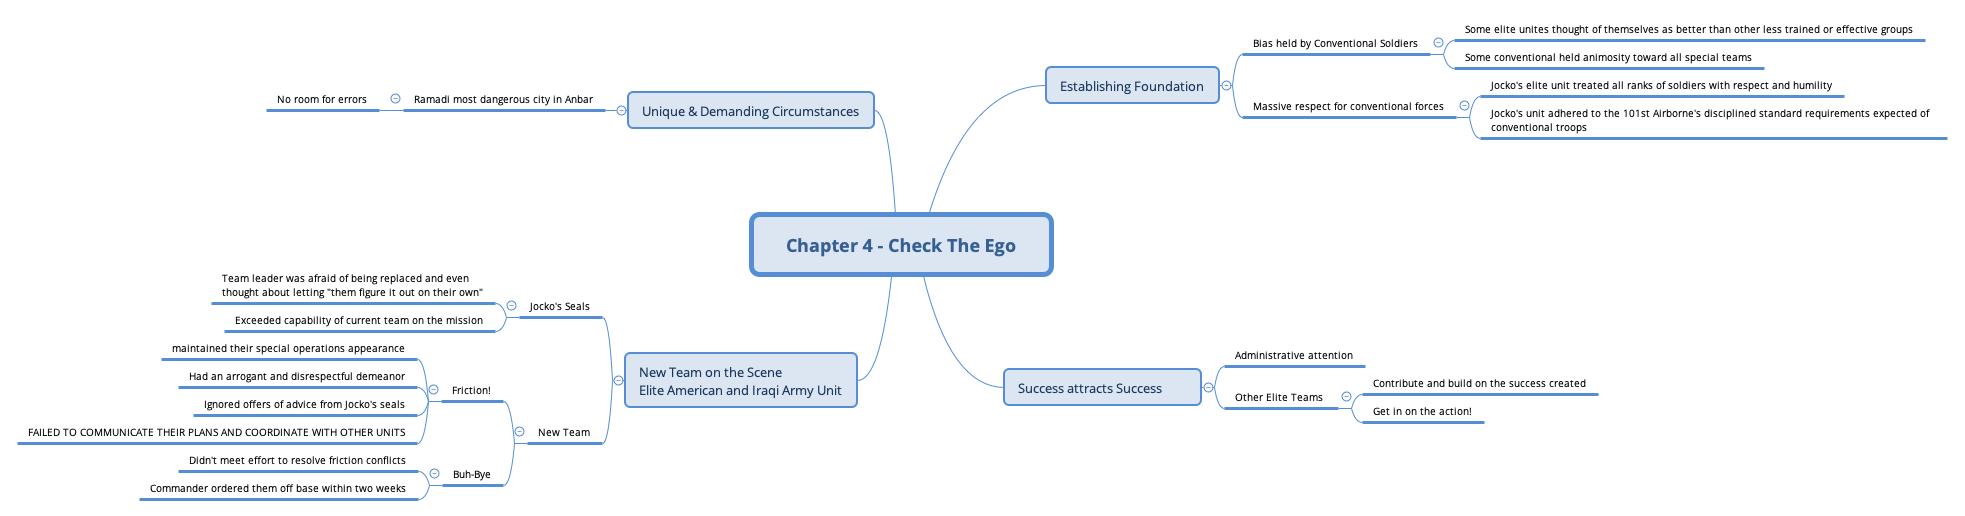 Chapter 4 - Check The Ego
Establishing Foundation
Bias held by Conventional Soldiers
Some elite unites thought of themselves as better than other less trained or effective groups
Some conventional held animosity toward all special teams
Massive respect for conventional forces
Jocko's elite unit treated all ranks of soldiers with respect and humility
Jocko's unit adhered to the 101st Airborne's disciplined standard requirements expected of
conventional troops
Success attracts Success
Administrative attention
Other Elite Teams
Contribute and build on the success created
Get in on the action!
New Team on the Scene
Elite American and Iraqi Army Unit
Jocko's Seals
Team leader was afraid of being replaced and even
thought about letting "them figure it out on their own"
Exceeded capability of current team on the mission
New Team
Friction!
maintained their special operations appearance
Had an arrogant and disrespectful demeanor
Ignored offers of advice from Jocko's seals
FAILED TO COMMUNICATE THEIR PLANS AND COORDINATE WITH OTHER UNITS
Buh-Bye
Didn't meet effort to resolve friction conflicts
Commander ordered them off base within two weeks
Unique & Demanding Circumstances
Ramadi most dangerous city in Anbar
No room for errors